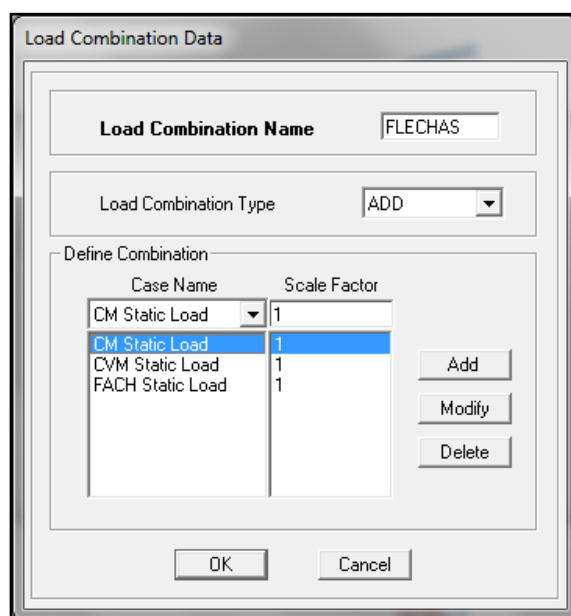 Load Combination Data
Load Combination Name FLECHAS
Load Combination Type ADD
Define Combination
Case Name Scale Factor
CM Static Load 1
CM Static Load 1
CVM Static Load 1
FACH Static Load 1
Add
Modify
Delete
OK Cancel